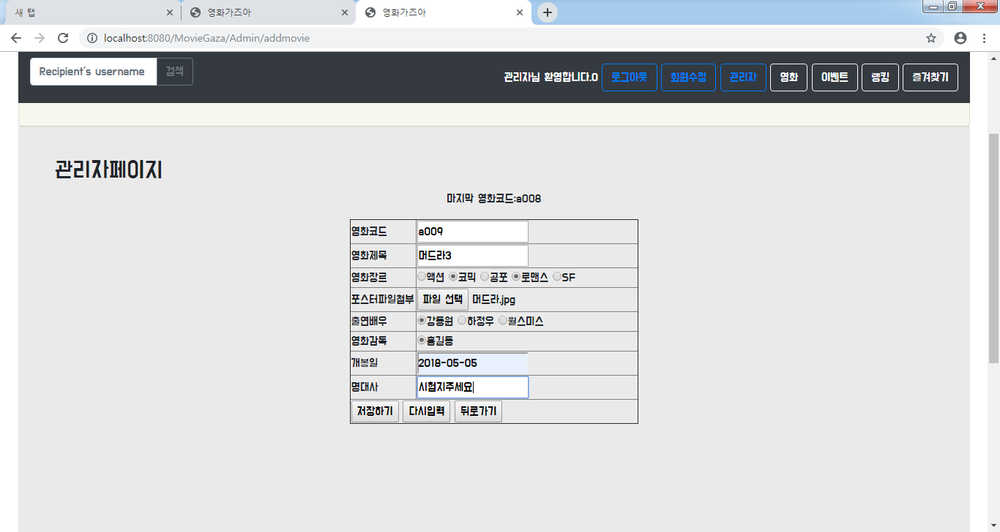 새 탭
영화가즈아
영화가즈아
localhost:8080/MovieGaza/Admin/addmovie
Recipient's username 검색
관리자님 환영합니다.0 로그아웃 회원수정 관리자 영화 이벤트 랭킹 즐겨찾기
관리자페이지
마지막 영화코드:a008
영화코드 a009
영화제목 머드라3
영화장르 액션 코믹 공포 로맨스 SF
포스터파일첨부 파일 선택 머드라.jpg
출연배우 강동원 하정우 윌스미스
영화감독 홍길동
개봉일 2018-05-05
명대사 시험지주세요
저장하기 다시입력 뒤로가기